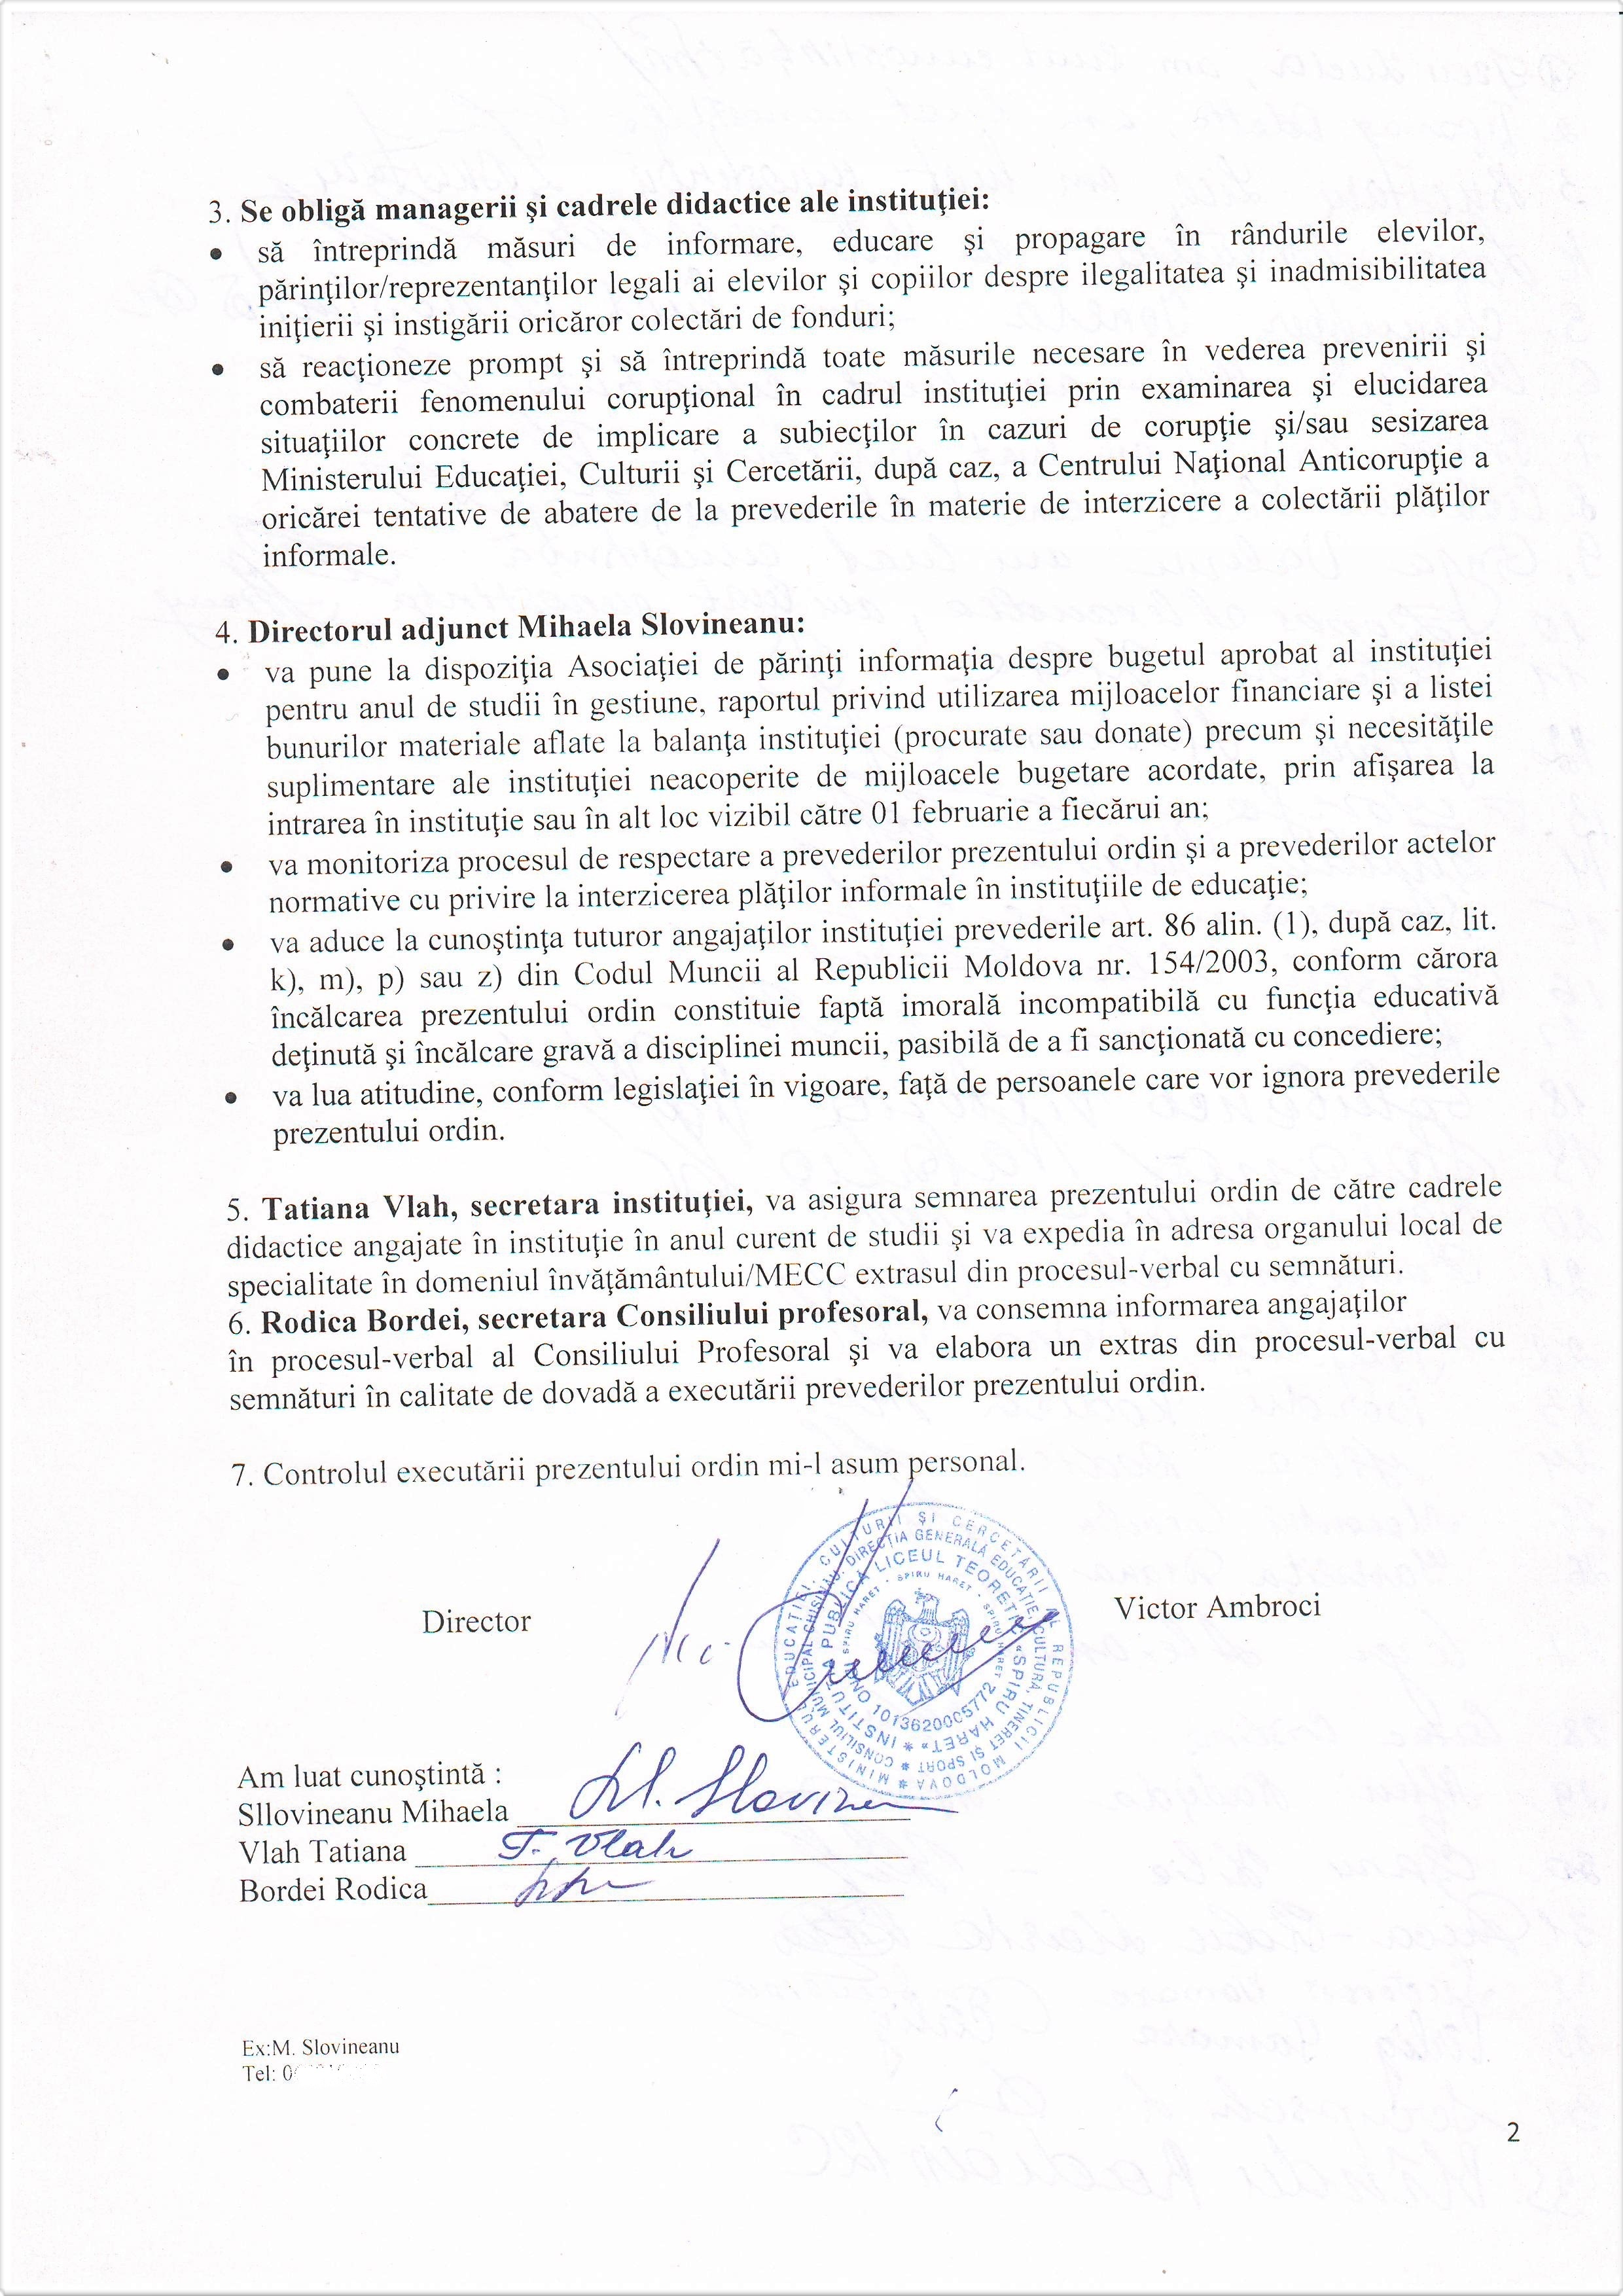 3. Se obligă managerii şi cadrele didactice ale instituţiei:
• să întreprindă măsuri de informare, educare şi propagare în rândurile elevilor,
părinţilor/reprezentanţilor legali ai elevilor şi copiilor despre ilegalitatea şi inadmisibilitatea
iniţierii şi instigării oricăror colectări de fonduri;
• să reacţioneze prompt şi să întreprindă toate măsurile necesare în vederea prevenirii şi
combaterii fenomenului corupţional în cadrul instituţiei prin examinarea şi elucidarea
situaţiilor concrete de implicare a subiecţilor în cazuri de corupţie şi/sau sesizarea
Ministerului Educaţiei, Culturii şi Cercetării, după caz, a Centrului Naţional Anticorupţie a
oricărei tentative de abatere de la prevederile în materie de interzicere a colectării plăţilor
informale.
4. Directorul adjunct Mihaela Slovineanu:
• va pune la dispoziţia Asociaţiei de părinţi informaţia despre bugetul aprobat al instituţiei
pentru anul de studii în gestiune, raportul privind utilizarea mijloacelor financiare şi a listei
bunurilor materiale aflate la balanţa instituţiei (procurate sau donate) precum şi necesităţile
suplimentare ale instituţiei neacoperite de mijloacele bugetare acordate, prin afişarea la
intrarea în instituţie sau în alt loc vizibil către 01 februarie a fiecărui an;
• va monitoriza procesul de respectare a prevederilor prezentului ordin şi a prevederilor actelor
normative cu privire la interzicerea plăţilor informale în instituţiile de educaţie;
• va aduce la cunoştinţa tuturor angajaţilor instituţiei prevederile art. 86 alin. (1), după caz, lit.
k), m), p) sau z) din Codul Muncii al Republicii Moldova nr. 154/2003, conform cărora
încălcarea prezentului ordin constituie faptă imorală incompatibilă cu funcţia educativă
deţinută şi încălcare gravă a disciplinei muncii, pasibilă de a fi sancţionată cu concediere;
• va lua atitudine, conform legislaţiei în vigoare, faţă de persoanele care vor ignora prevederile
prezentului ordin.
5. Tatiana Vlah, secretara instituţiei, va asigura semnarea prezentului ordin de către cadrele
didactice angajate în instituţie în anul curent de studii şi va expedia în adresa organului local de
specialitate în domeniul învăţământului/MECC extrasul din procesul-verbal cu semnături.
6. Rodica Bordei, secretara Consiliului profesoral, va consemna informarea angajaţilor
în procesul-verbal al Consiliului Profesoral şi va elabora un extras din procesul-verbal cu
semnături în calitate de dovadă a executării prevederilor prezentului ordin.
7. Controlul executării prezentului ordin mi-l asum personal.
Director
Victor Ambroci
MINISTERUL EDUCAŢIEI, CULTURII ŞI CERCETĂRII AL REPUBLICII MOLDOVA
CONSILIUL MUNICIPAL CHIŞINĂU. DIRECŢIA GENERALĂ EDUCAŢIE, CULTURĂ, TINERET ŞI SPORT
INSTITUŢIA PUBLICĂ LICEUL TEORETIC «SPIRU HARET»
SPIRU HARET · SPIRU HARET · SPIRU HARET
1013620005772
Am luat cunoştintă :
Sllovineanu Mihaela M. Slovinen
Vlah Tatiana T. Vlah
Bordei Rodica
Ex:M. Slovineanu
Tel: 0
2